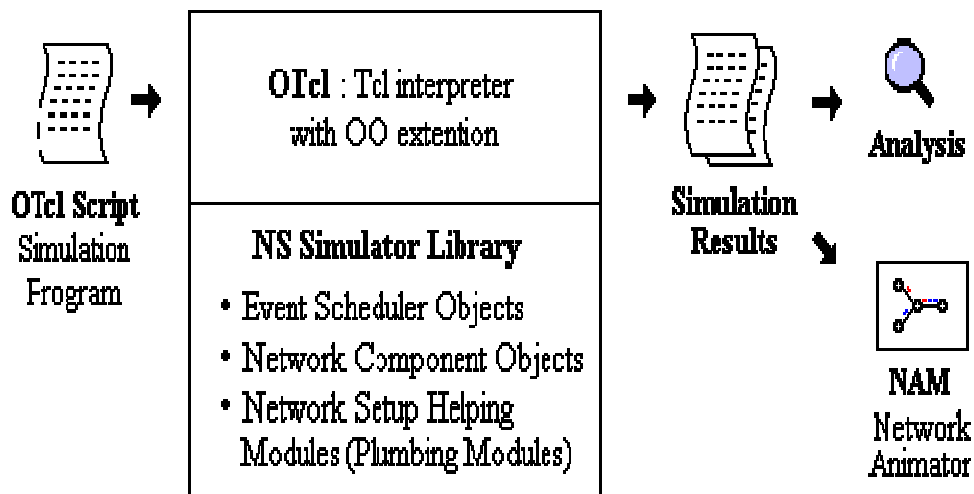 OTcl Script
Simulation
Program
OTcl : Tcl interpreter
with OO extention
NS Simulator Library
• Event Scheduler Objects
• Network Component Objects
• Network Setup Helping
Modules (Plumbing Modules)
Simulation
Results
Analysis
NAM
Network
Animator